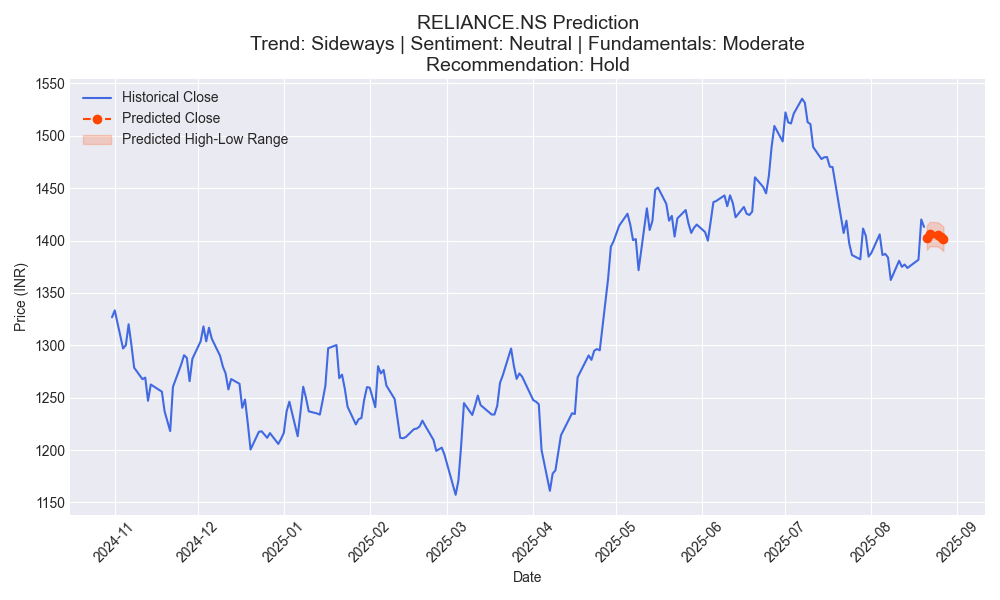 RELIANCE.NS Prediction
Trend: Sideways | Sentiment: Neutral | Fundamentals: Moderate
Recommendation: Hold
Historical Close
Predicted Close
Predicted High-Low Range
Price (INR)
1550
1500
1450
1400
1350
1300
1250
1200
1150
2024-11
2024-12
2025-01
2025-02
2025-03
2025-04
2025-05
2025-06
2025-07
2025-08
2025-09
Date